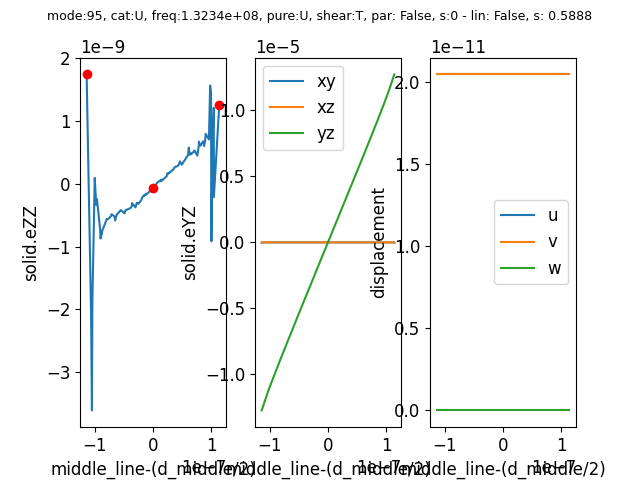 mode:95, cat:U, freq:1.3234e+08, pure:U, shear:T, par: False, s:0 - lin: False, s: 0.5888
1e−9
2
1
0
−1
−2
−3
solid.eZZ
−1
0
1
1e−7
middle_line-(d_middle/2)
1e−5
1.0
0.5
0.0
−0.5
−1.0
solid.eYZ
xy
xz
yz
−1
0
1
1e−7
middle_line-(d_middle/2)
1e−11
2.0
1.5
1.0
0.5
0.0
displacement
u
v
w
−1
0
1
1e−7
middle_line-(d_middle/2)